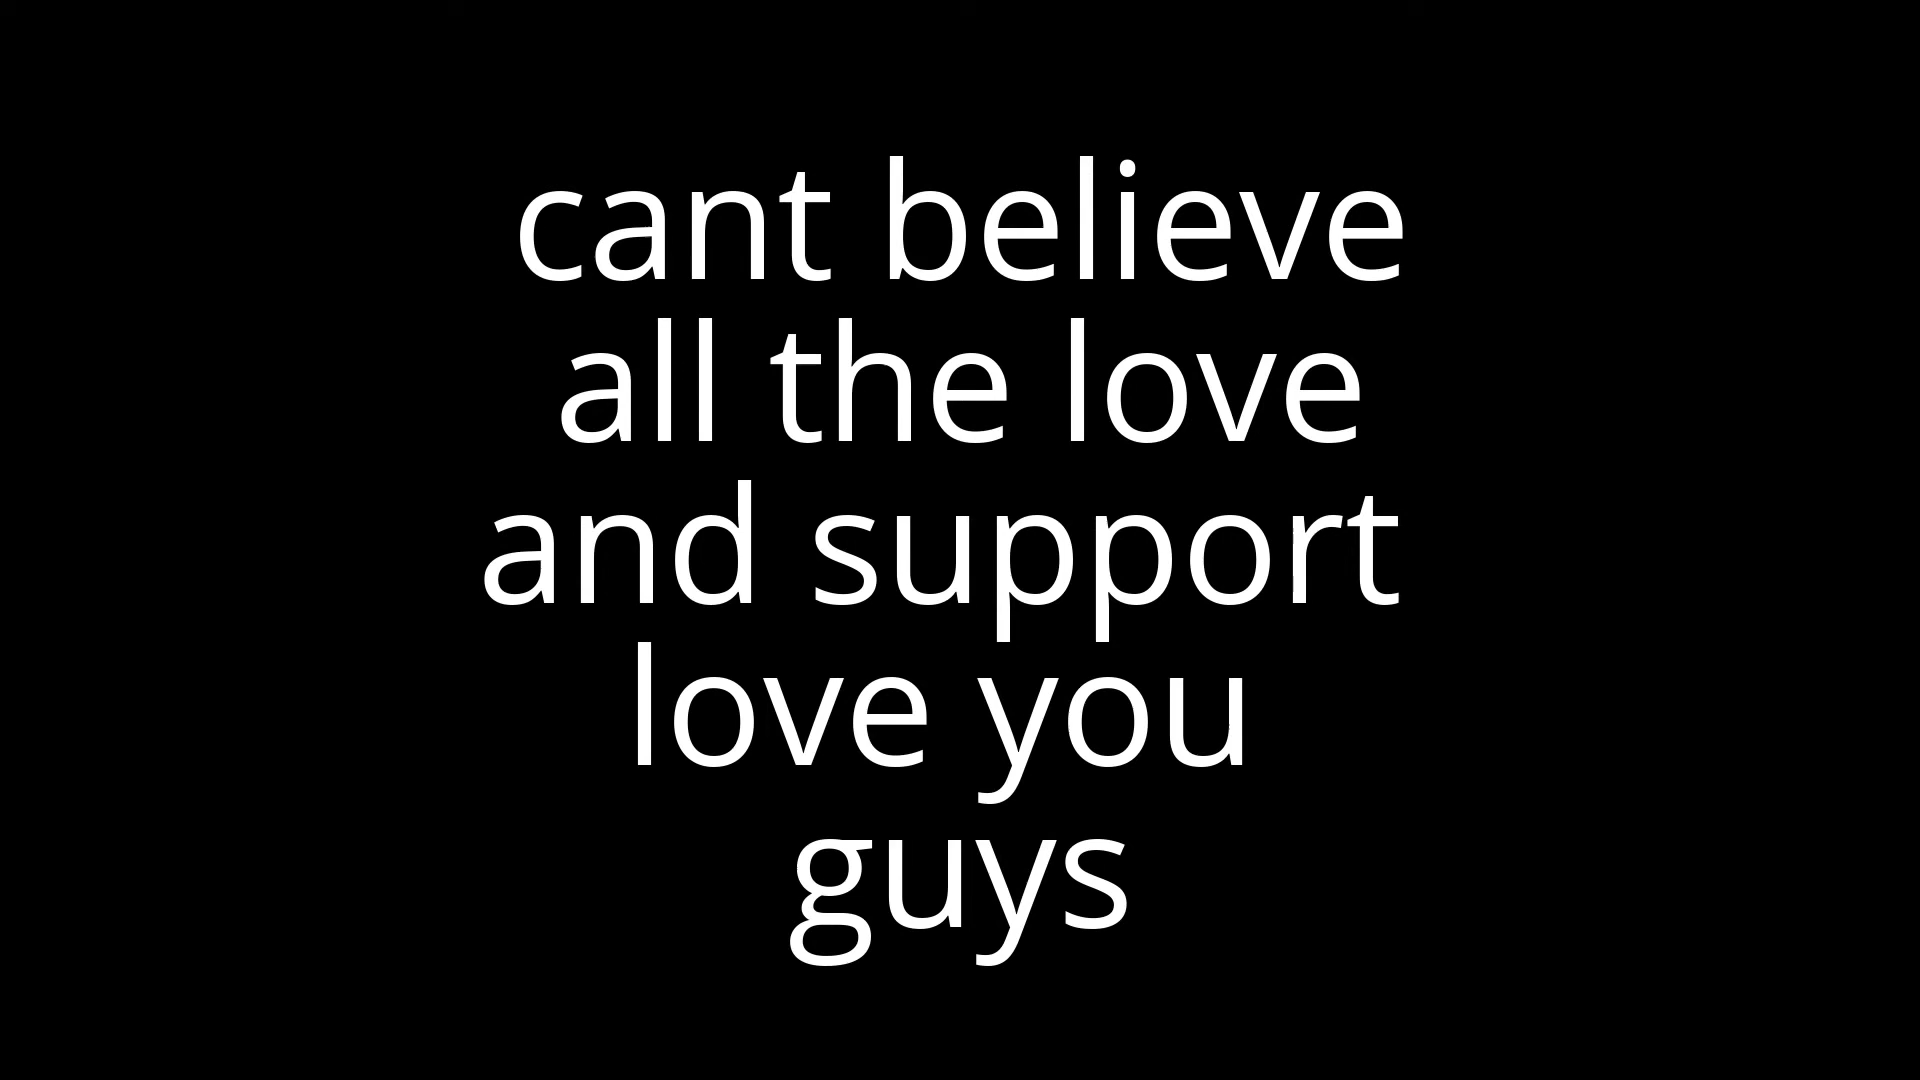 cant believe
all the love
and support
love you
guys